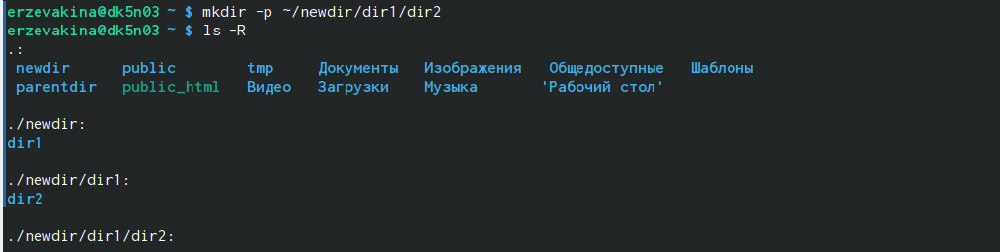 erzevakina@dk5n03 ~ $ mkdir -p ~/newdir/dir1/dir2
erzevakina@dk5n03 ~ $ ls -R
.:
newdir public tmp Документы Изображения Общедоступные Шаблоны
parentdir public_html Видео Загрузки Музыка 'Рабочий стол'
./newdir:
dir1
./newdir/dir1:
dir2
./newdir/dir1/dir2: